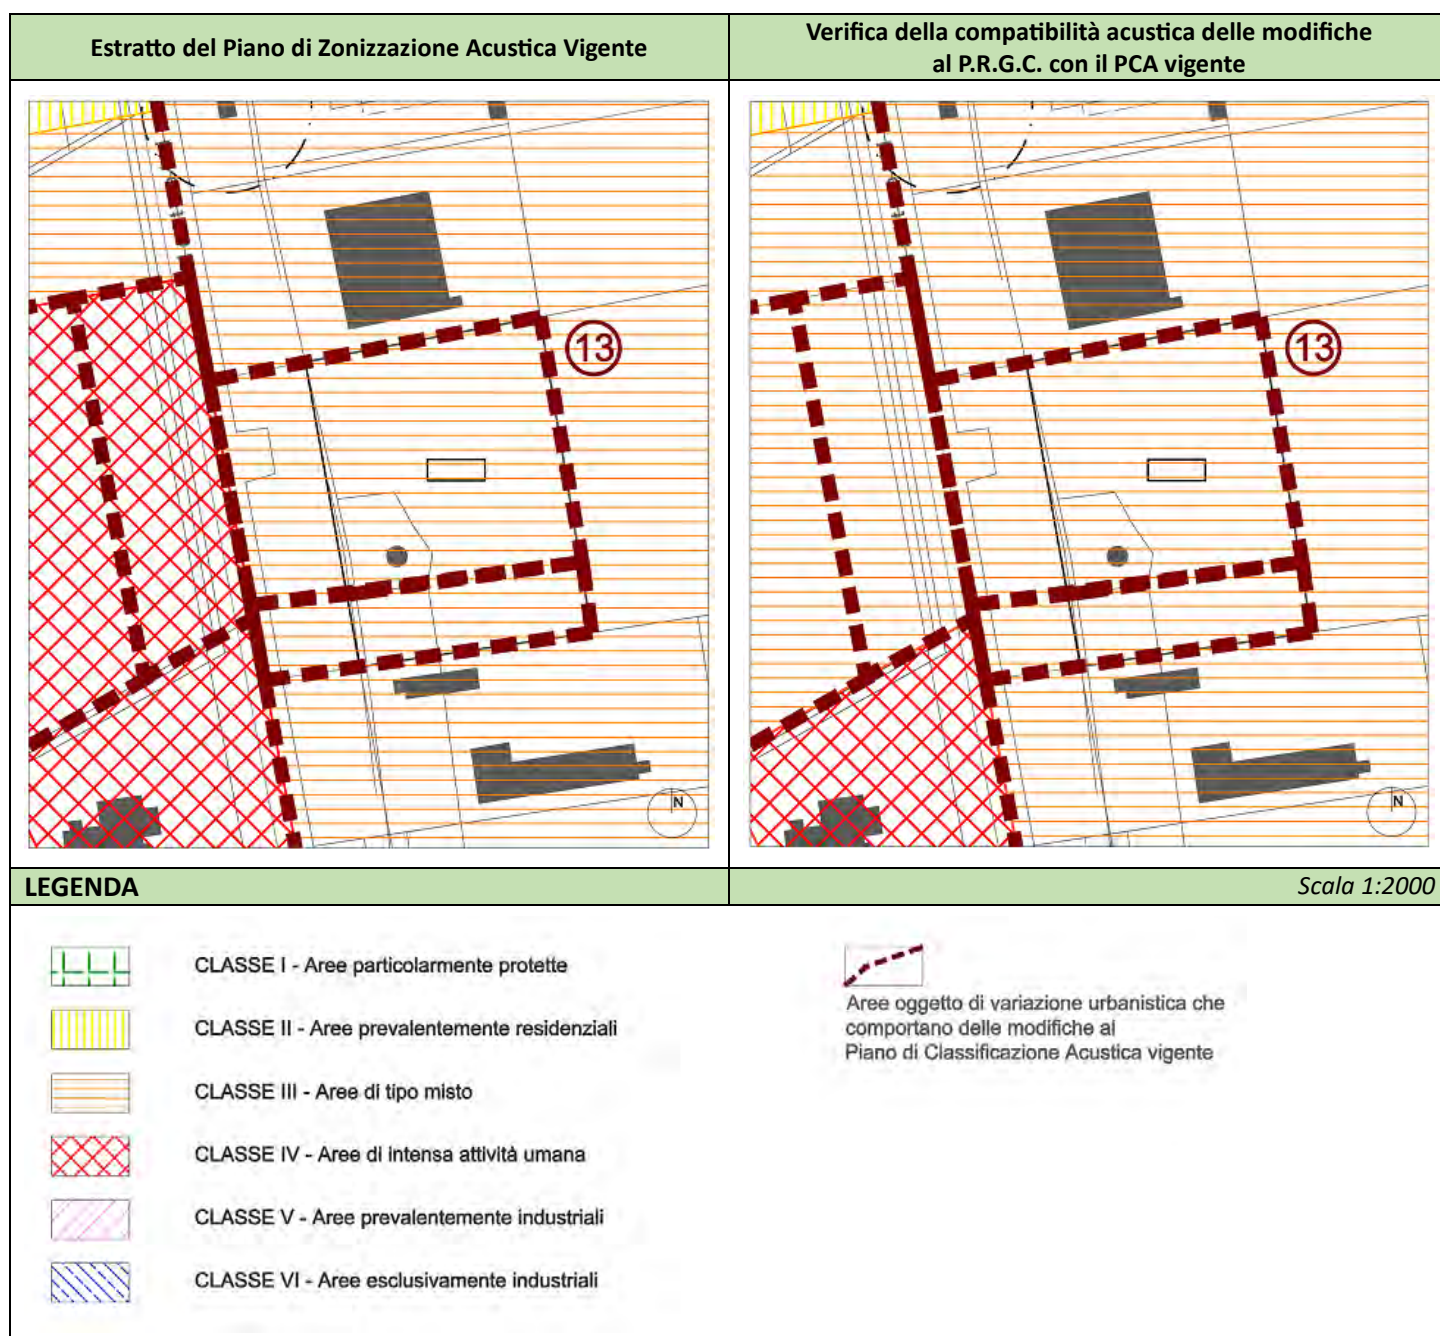 Estratto del Piano di Zonizzazione Acustica Vigente
Verifica della compatibilità acustica delle modifiche
al P.R.G.C. con il PCA vigente
13
N
13
N
LEGENDA
Scala 1:2000
CLASSE I - Aree particolarmente protette
CLASSE II - Aree prevalentemente residenziali
CLASSE III - Aree di tipo misto
CLASSE IV - Aree di intensa attività umana
CLASSE V - Aree prevalentemente industriali
CLASSE VI - Aree esclusivamente industriali
Aree oggetto di variazione urbanistica che
comportano delle modifiche al
Piano di Classificazione Acustica vigente